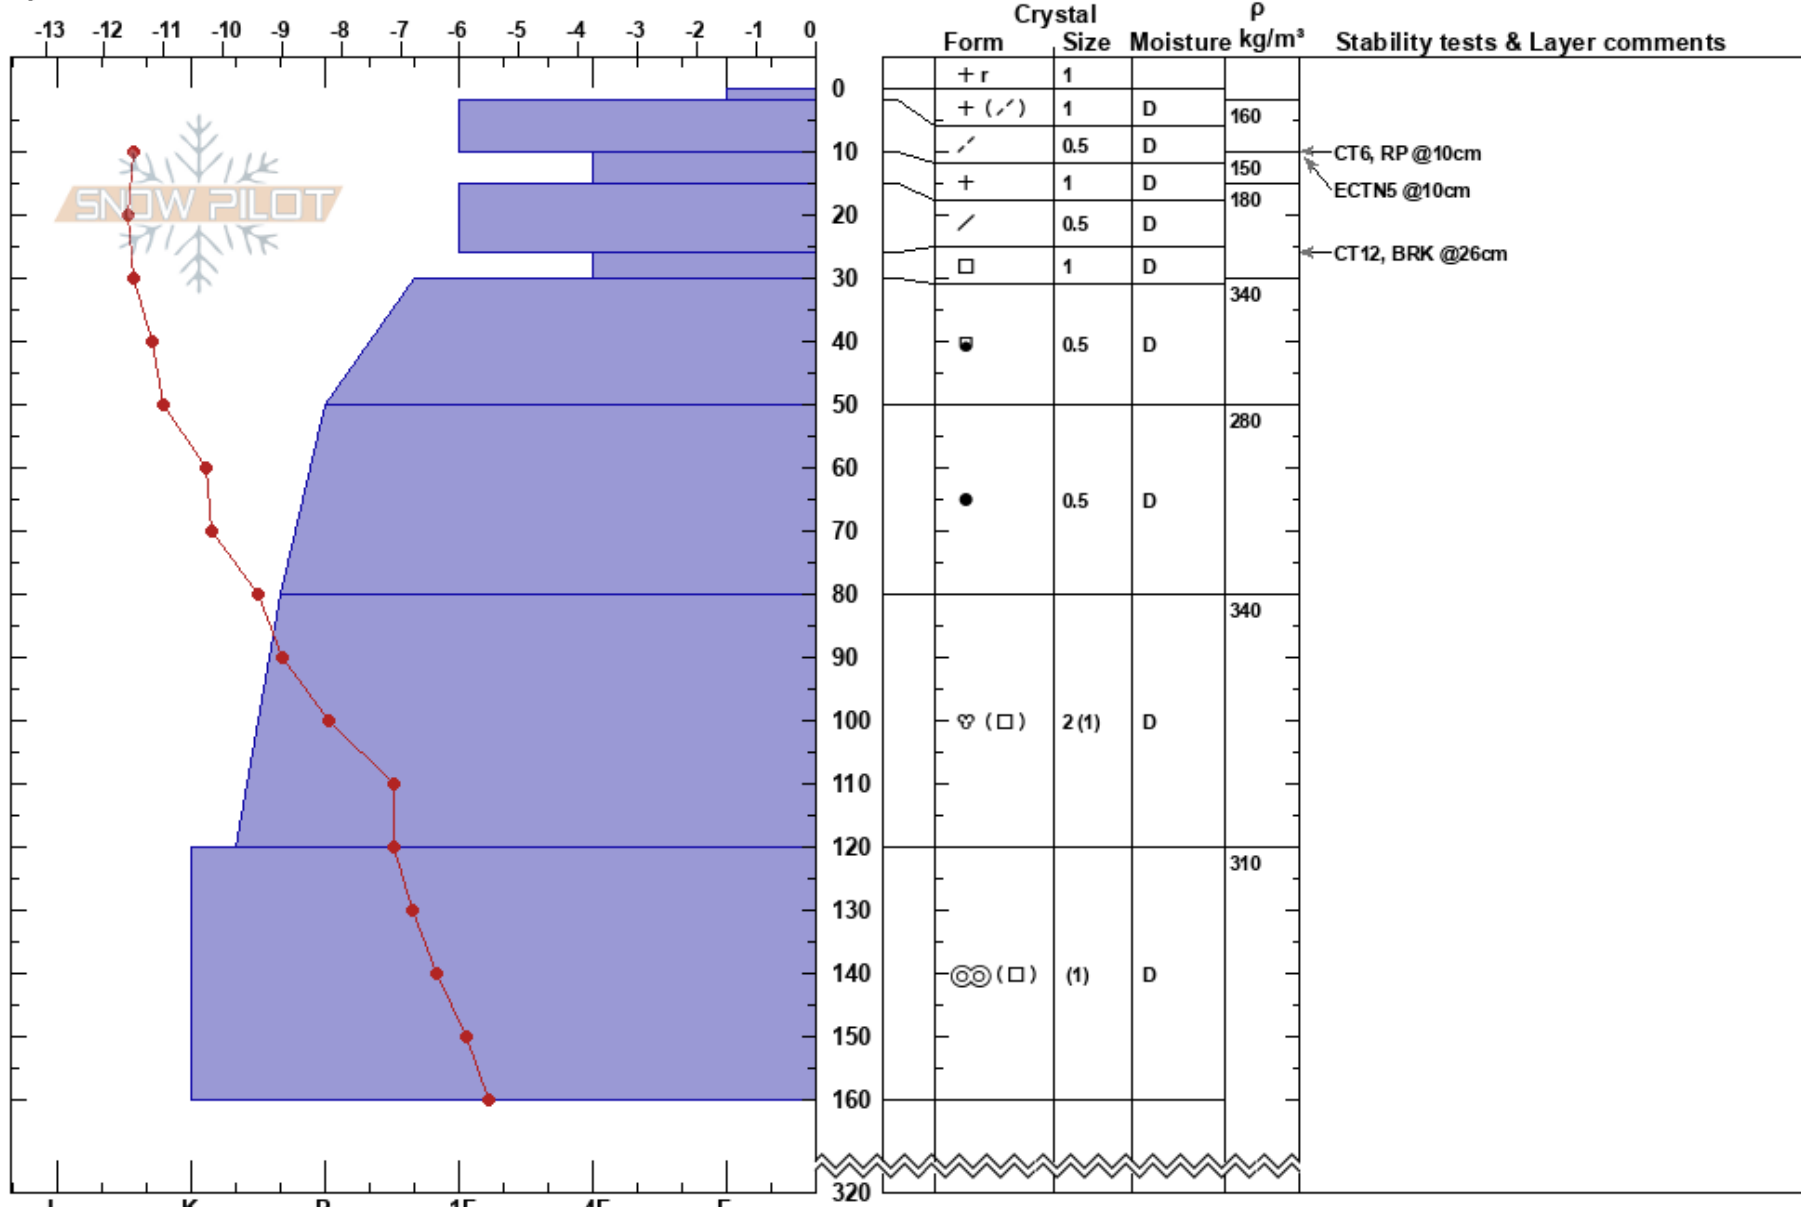 Crystal ρ
-13 -12 -11 -10 -9 -8 -7 -6 -5 -4 -3 -2 -1 0 Form Size Moisture kg/m³ Stability tests & Layer comments
+ r 1
0
+ (⟋) 1 D 160
/ 0.5 D
10 CT6, RP @10cm
150
+ 1 D ECTN5 @10cm
180
SNOW PILOT
20 / 0.5 D
CT12, BRK @26cm
□ 1 D
30
340
40 0.5 D
50
280
60
● 0.5 D
70
80
340
90
100 (□) 2 (1) D
110
120
310
130
140 (□) (1) D
150
160
320
K P 1F 4F F